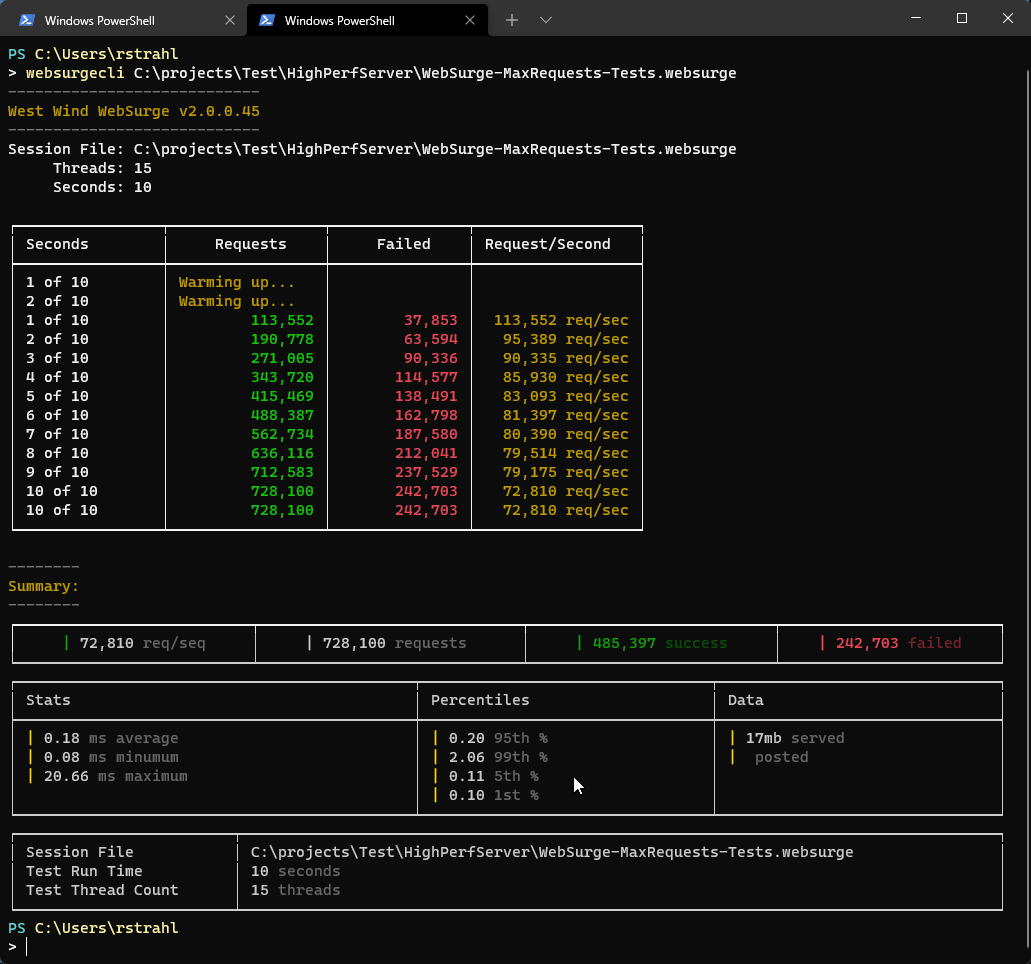 Windows PowerShell
Windows PowerShell
PS C:\Users\rstrahl
> websurgecli C:\projects\Test\HighPerfServer\WebSurge-MaxRequests-Tests.websurge
----------------------------
West Wind WebSurge v2.0.0.45
----------------------------
Session File: C:\projects\Test\HighPerfServer\WebSurge-MaxRequests-Tests.websurge
Threads: 15
Seconds: 10
Seconds Requests Failed Request/Second
1 of 10 Warming up...
2 of 10 Warming up...
1 of 10 113,552 37,853 113,552 req/sec
2 of 10 190,778 63,594 95,389 req/sec
3 of 10 271,005 90,336 90,335 req/sec
4 of 10 343,720 114,577 85,930 req/sec
5 of 10 415,469 138,491 83,093 req/sec
6 of 10 488,387 162,798 81,397 req/sec
7 of 10 562,734 187,580 80,390 req/sec
8 of 10 636,116 212,041 79,514 req/sec
9 of 10 712,583 237,529 79,175 req/sec
10 of 10 728,100 242,703 72,810 req/sec
10 of 10 728,100 242,703 72,810 req/sec
--------
Summary:
--------
| 72,810 req/seq | 728,100 requests | 485,397 success | 242,703 failed
Stats Percentiles Data
| 0.18 ms average | 0.20 95th % | 17mb served
| 0.08 ms minumum | 2.06 99th % | posted
| 20.66 ms maximum | 0.11 5th %
| 0.10 1st %
Session File C:\projects\Test\HighPerfServer\WebSurge-MaxRequests-Tests.websurge
Test Run Time 10 seconds
Test Thread Count 15 threads
PS C:\Users\rstrahl
>